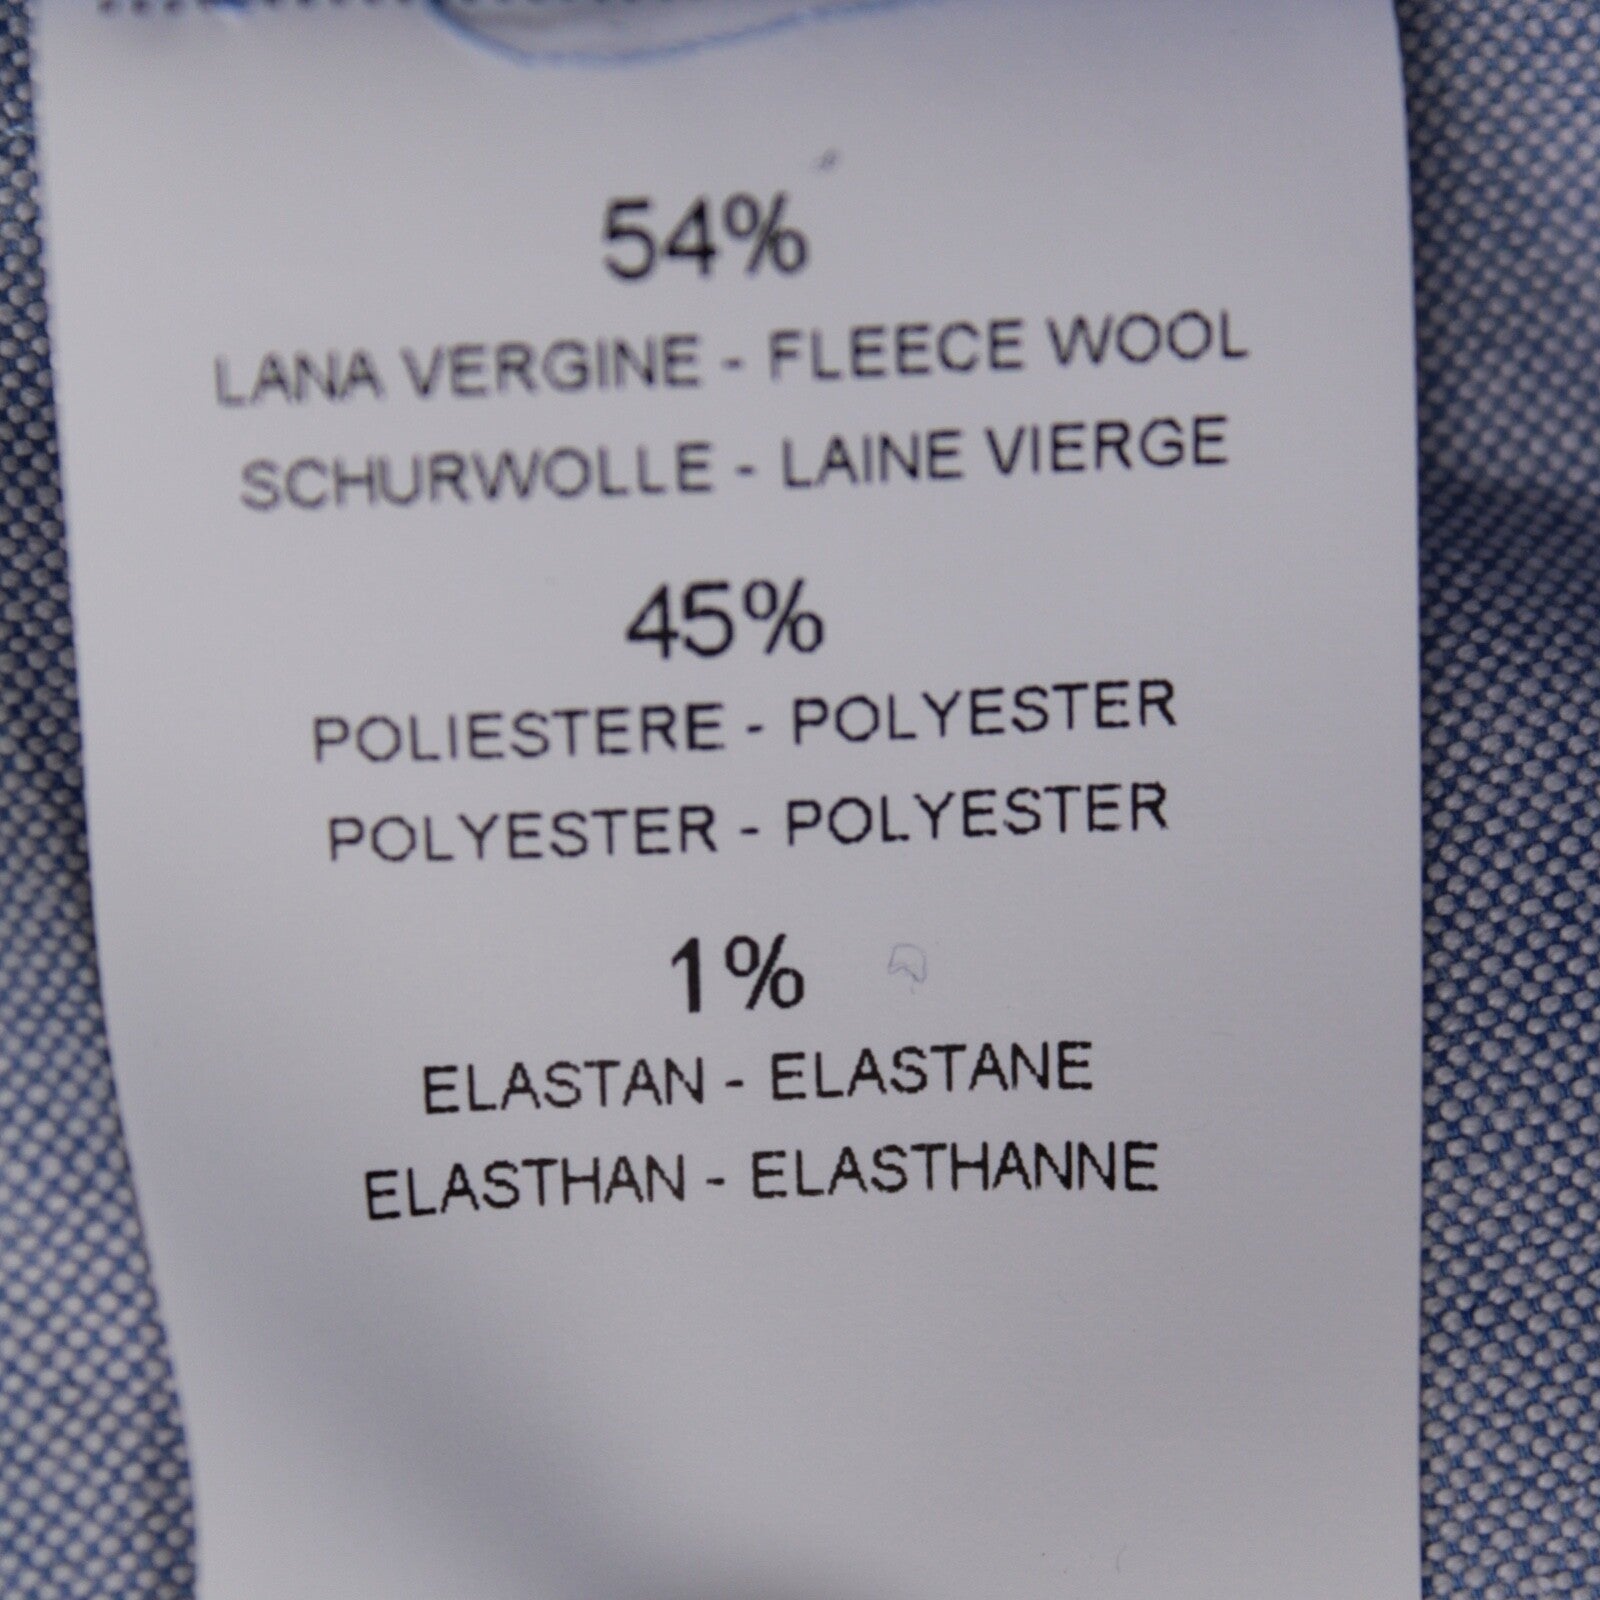 54%
LANA VERGINE - FLEECE WOOL
SCHURWOLLE - LAINE VIERGE
45%
POLIESTERE - POLYESTER
POLYESTER - POLYESTER
1%
ELASTAN - ELASTANE
ELASTHAN - ELASTHANNE